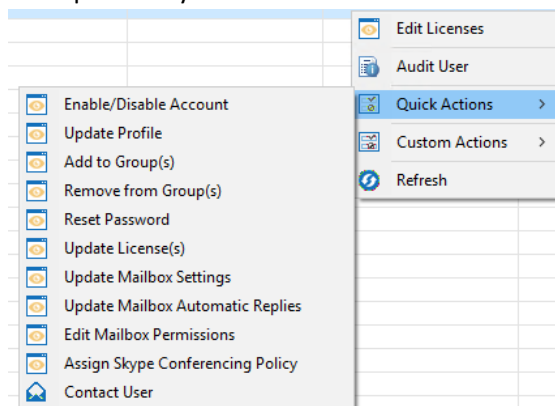 Edit Licenses
Audit User
Quick Actions
Custom Actions
Refresh
Enable/Disable Account
Update Profile
Add to Group(s)
Remove from Group(s)
Reset Password
Update License(s)
Update Mailbox Settings
Update Mailbox Automatic Replies
Edit Mailbox Permissions
Assign Skype Conferencing Policy
Contact User